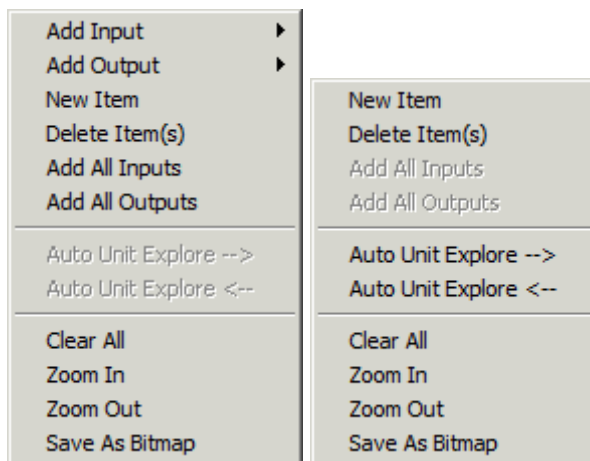 Add Input
Add Output
New Item
Delete Item(s)
Add All Inputs
Add All Outputs
Auto Unit Explore -->
Auto Unit Explore <--
Clear All
Zoom In
Zoom Out
Save As Bitmap
New Item
Delete Item(s)
Add All Inputs
Add All Outputs
Auto Unit Explore -->
Auto Unit Explore <--
Clear All
Zoom In
Zoom Out
Save As Bitmap